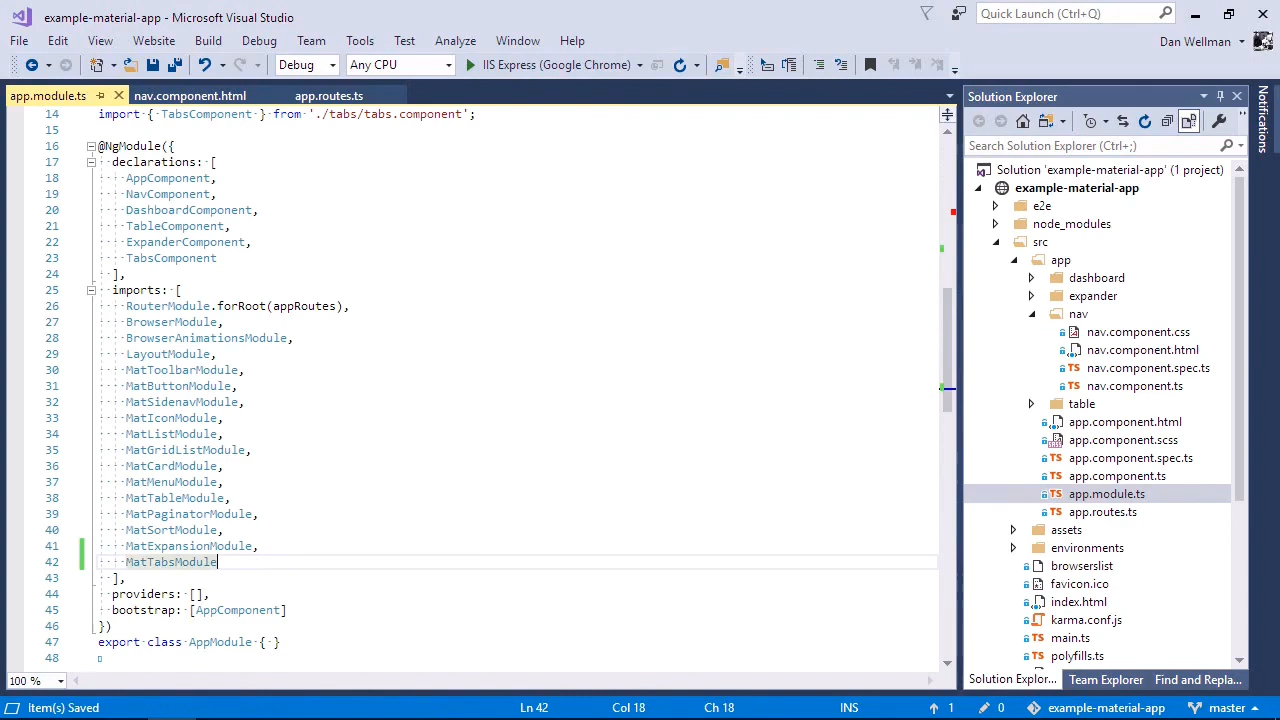 example-material-app - Microsoft Visual Studio
Quick Launch (Ctrl+Q)
File Edit View Website Build Debug Team Tools Test Analyze Window Help
Dan Wellman
Debug Any CPU IIS Express (Google Chrome)
app.module.ts nav.component.html app.routes.ts
14 import { TabsComponent } from './tabs/tabs.component';
15
16 @NgModule({
17 declarations: [
18 AppComponent,
19 NavComponent,
20 DashboardComponent,
21 TableComponent,
22 ExpanderComponent,
23 TabsComponent
24 ],
25 imports: [
26 RouterModule.forRoot(appRoutes),
27 BrowserModule,
28 BrowserAnimationsModule,
29 LayoutModule,
30 MatToolbarModule,
31 MatButtonModule,
32 MatSidenavModule,
33 MatIconModule,
34 MatListModule,
35 MatGridListModule,
36 MatCardModule,
37 MatMenuModule,
38 MatTableModule,
39 MatPaginatorModule,
40 MatSortModule,
41 MatExpansionModule,
42 MatTabsModule
43 ],
44 providers: [],
45 bootstrap: [AppComponent]
46 })
47 export class AppModule { }
48
100 %
Solution Explorer
Search Solution Explorer (Ctrl+;)
Solution 'example-material-app' (1 project)
example-material-app
e2e
node_modules
src
app
dashboard
expander
nav
nav.component.css
nav.component.html
TS nav.component.spec.ts
TS nav.component.ts
table
app.component.html
app.component.scss
TS app.component.spec.ts
TS app.component.ts
TS app.module.ts
TS app.routes.ts
assets
environments
browserslist
favicon.ico
index.html
karma.conf.js
TS main.ts
TS polyfills.ts
Solution Explor... Team Explorer Find and Repla...
Notifications
Item(s) Saved Ln 42 Col 18 Ch 18 INS 1 0 example-material-app master